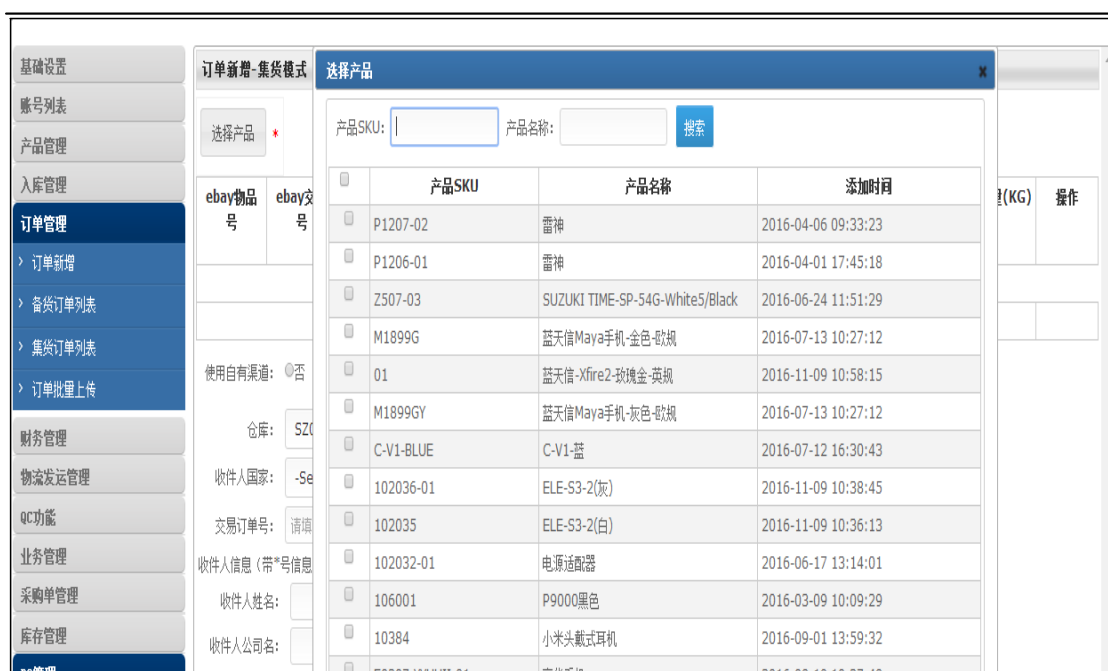 基础设置
账号列表
产品管理
入库管理
订单管理
> 订单新增
> 备货订单列表
> 集货订单列表
> 订单批量上传
财务管理
物流发运管理
QC功能
业务管理
采购单管理
库存管理
订单新增-集货模式
选择产品 *
ebay物品号
ebay交
号
(KG)
操作
使用自有渠道: 否
仓库: SZ
收件人国家: -Se
交易订单号: 请填
收件人信息（带*号信息
收件人姓名:
收件人公司名:
选择产品 ×
产品SKU: 产品名称: 搜索
产品SKU 产品名称 添加时间
P1207-02 雷神 2016-04-06 09:33:23
P1206-01 雷神 2016-04-01 17:45:18
Z507-03 SUZUKI TIME-SP-54G-White5/Black 2016-06-24 11:51:29
M1899G 蓝天信Maya手机-金色-欧规 2016-07-13 10:27:12
01 蓝天信-Xfire2-玫瑰金-英规 2016-11-09 10:58:15
M1899GY 蓝天信Maya手机-灰色-欧规 2016-07-13 10:27:12
C-V1-BLUE C-V1-蓝 2016-07-12 16:30:43
102036-01 ELE-S3-2(灰) 2016-11-09 10:38:45
102035 ELE-S3-2(白) 2016-11-09 10:36:13
102032-01 电源适配器 2016-06-17 13:14:01
106001 P9000黑色 2016-03-09 10:09:29
10384 小米头戴式耳机 2016-09-01 13:59:32